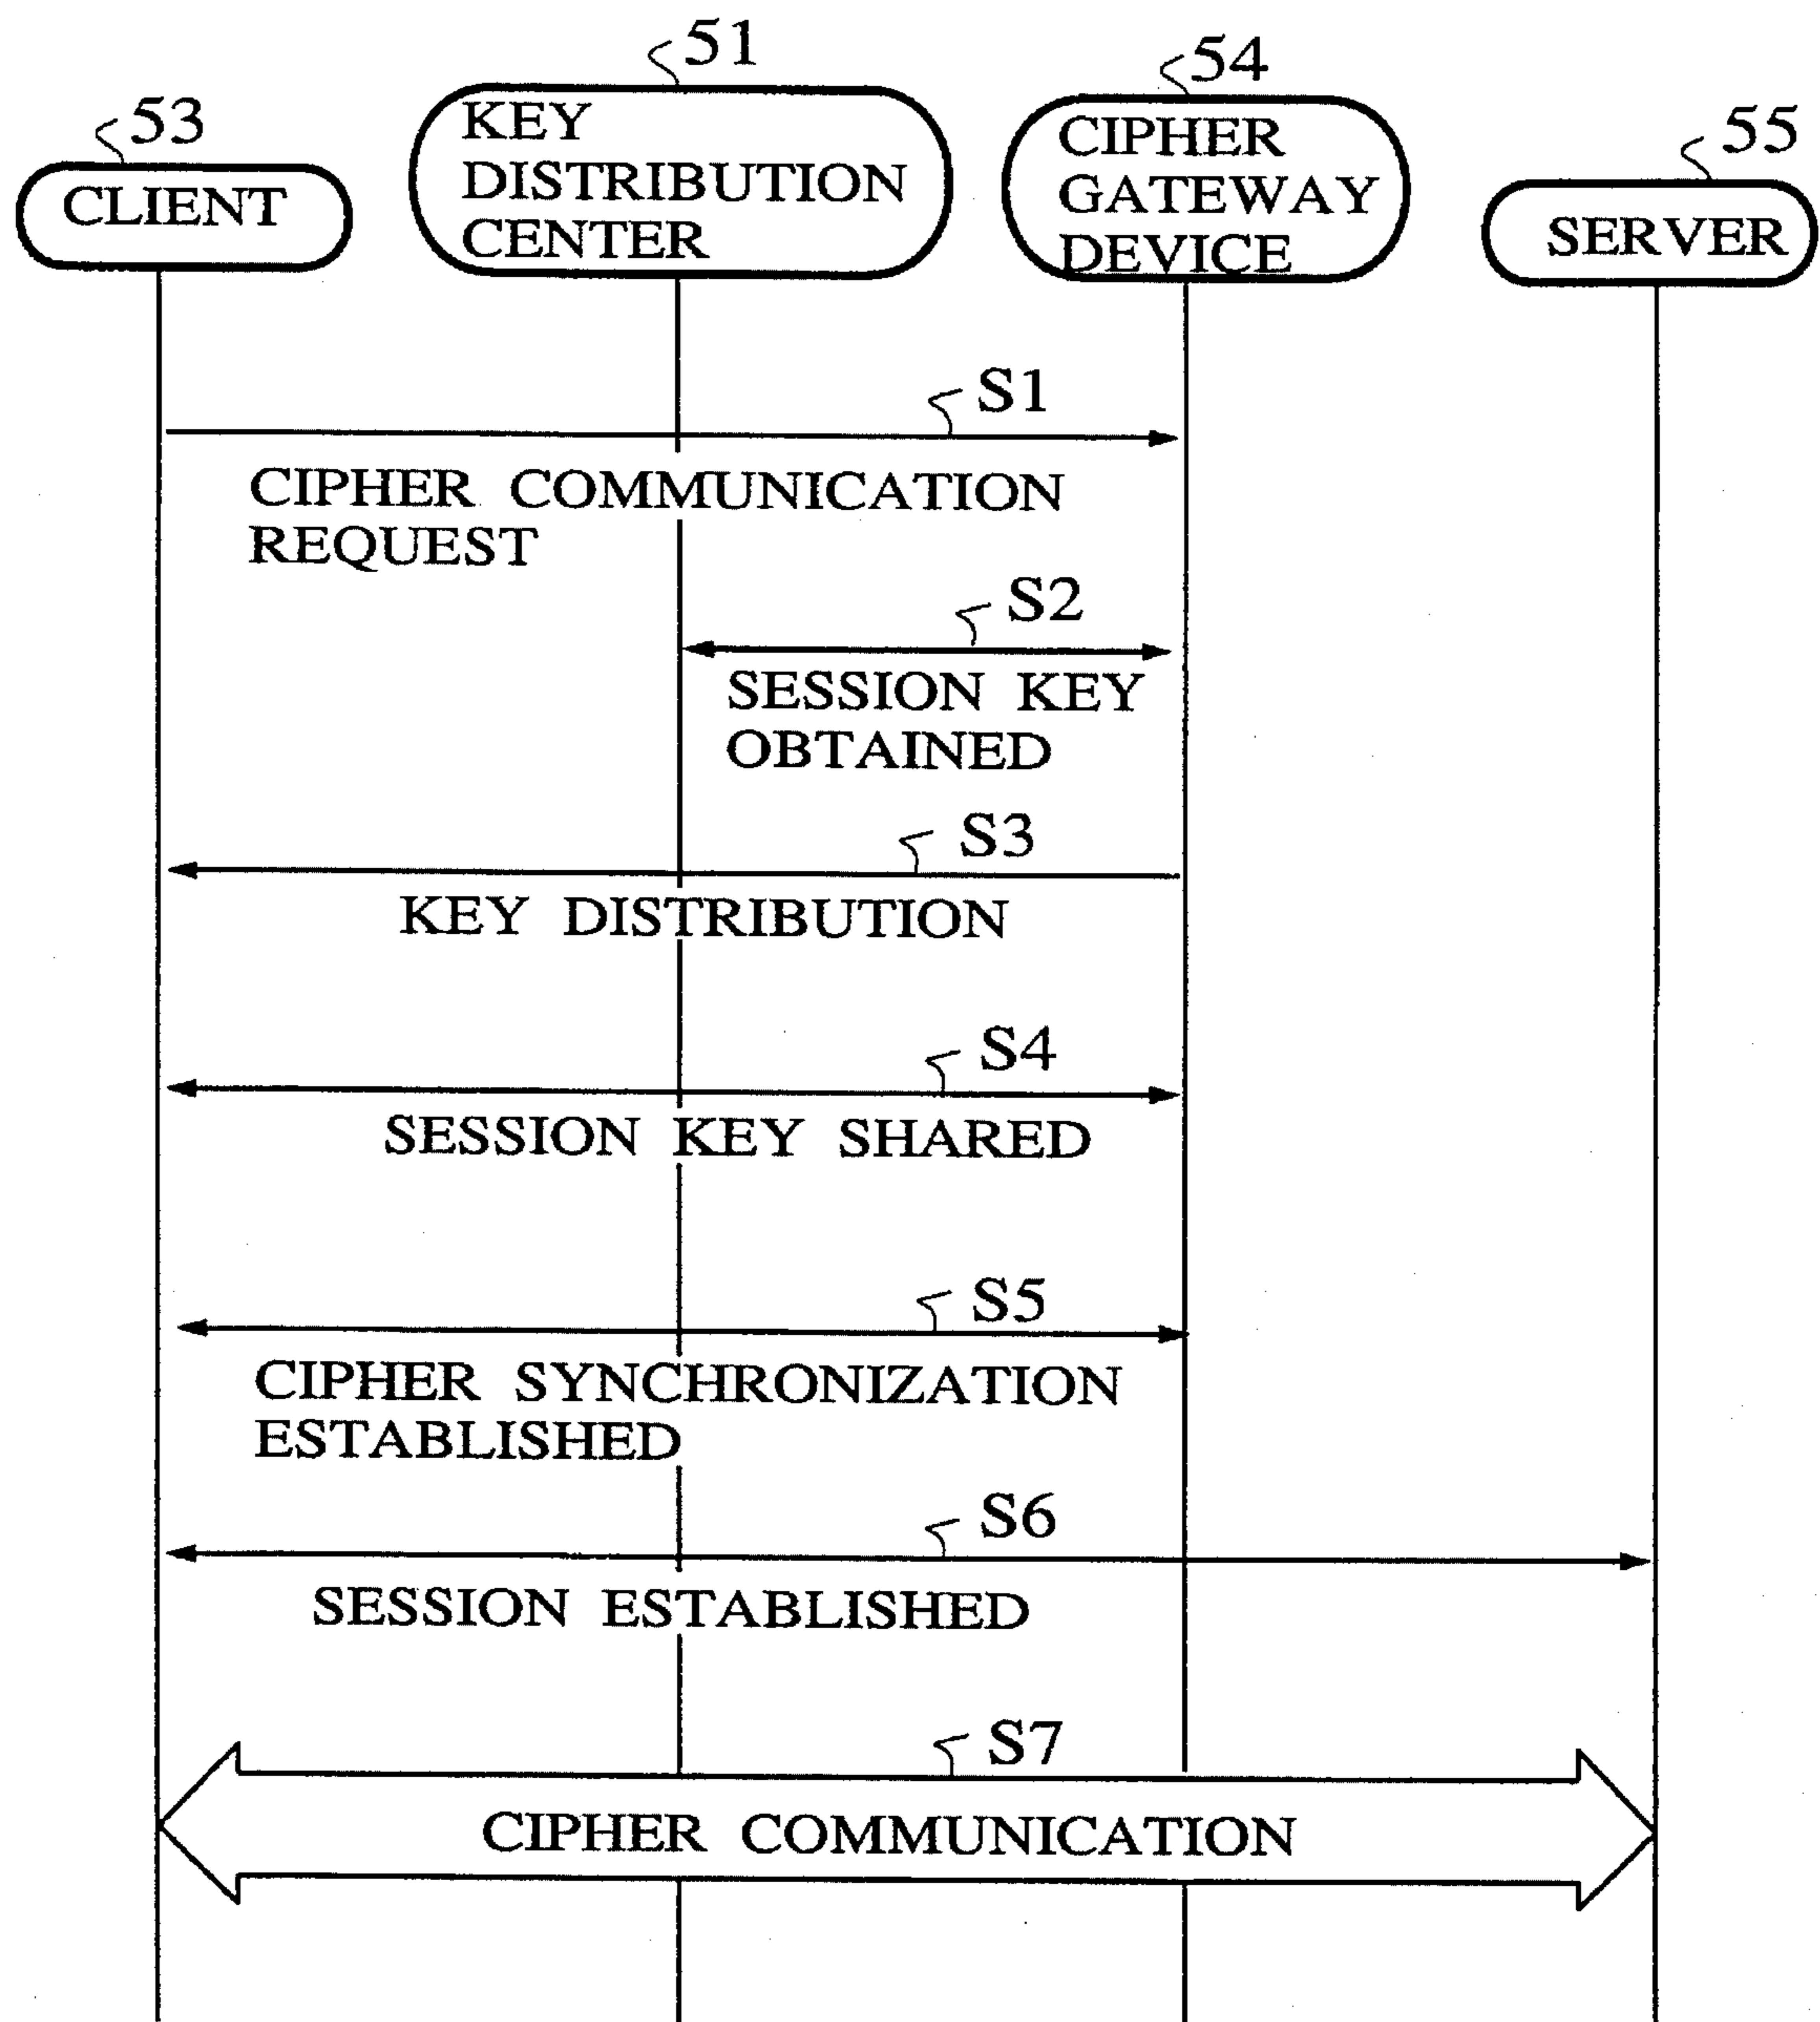 53
CLIENT
51
KEY
DISTRIBUTION
CENTER
54
CIPHER
GATEWAY
DEVICE
55
SERVER
S1
CIPHER COMMUNICATION
REQUEST
S2
SESSION KEY
OBTAINED
S3
KEY DISTRIBUTION
S4
SESSION KEY SHARED
S5
CIPHER SYNCHRONIZATION
ESTABLISHED
S6
SESSION ESTABLISHED
S7
CIPHER COMMUNICATION